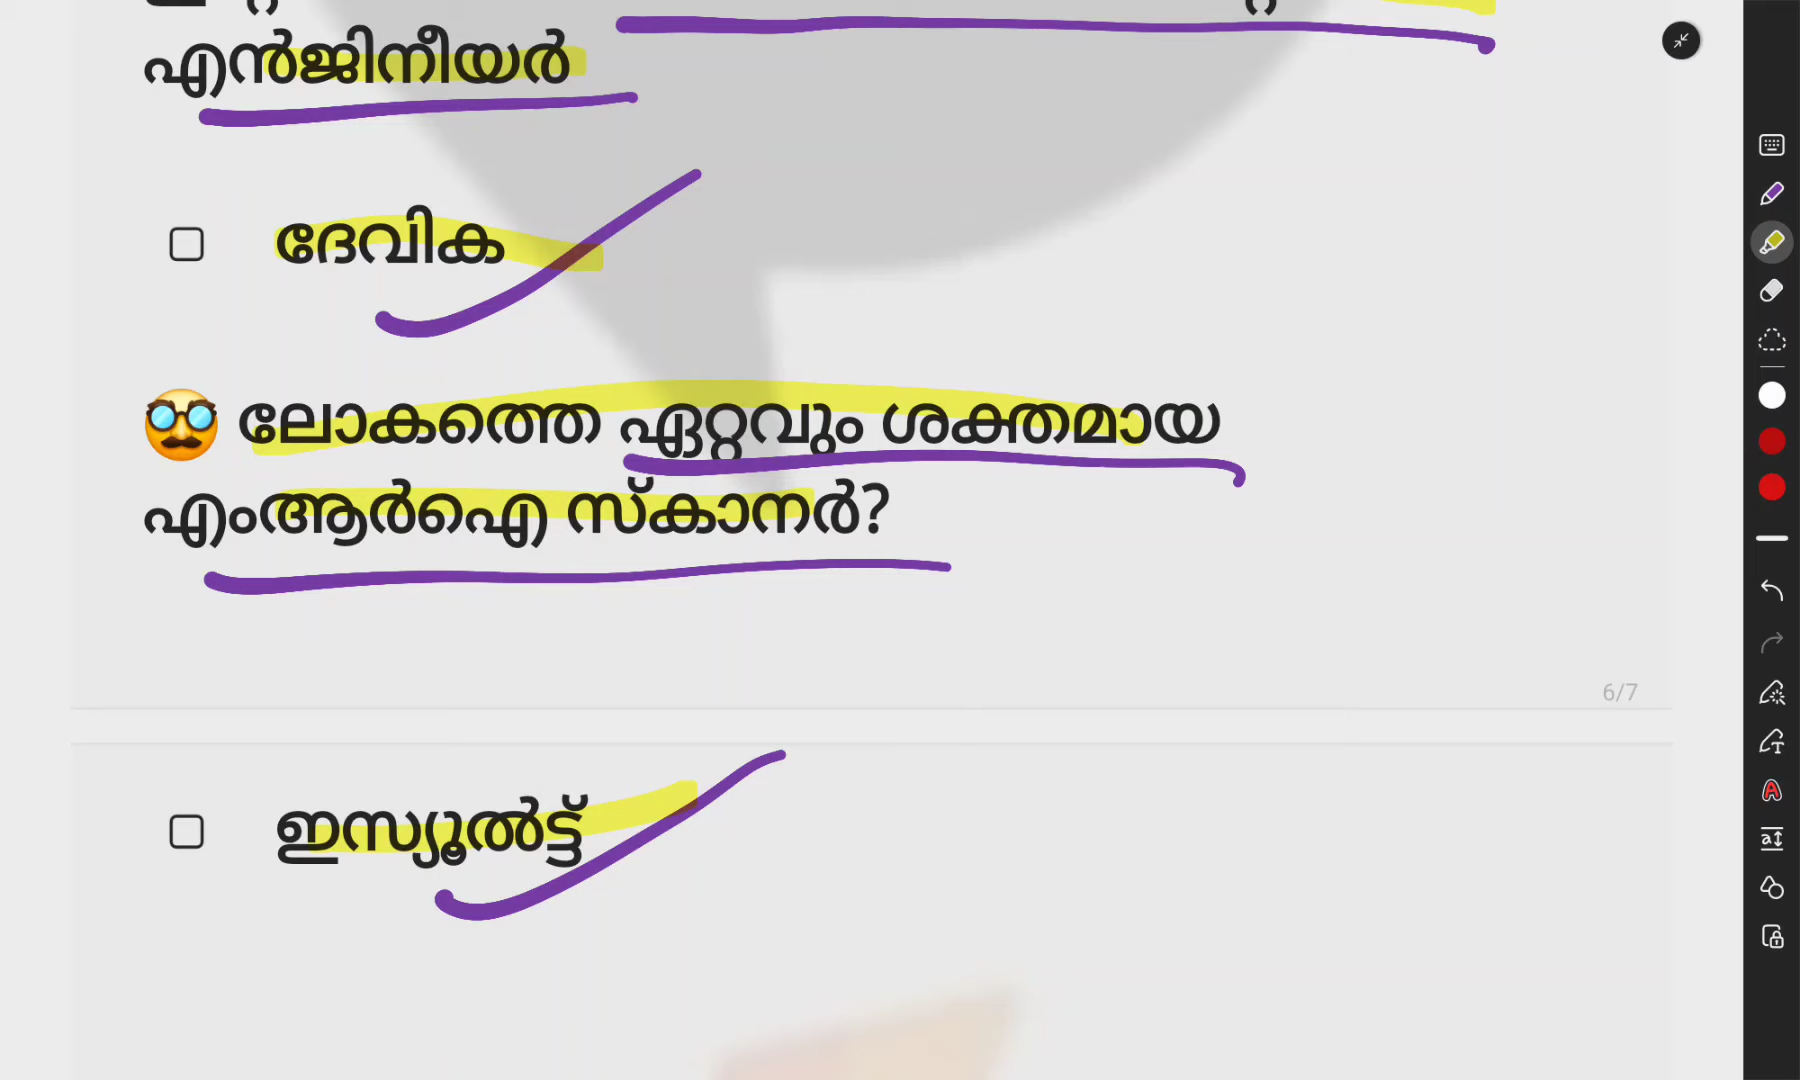 എൻജിനീയർ
ദേവിക
ലോകത്തെ ഏറ്റവും ശക്തമായ
എംആർഐ സ്കാനർ?
6/7
ഇസ്യൂൽട്ട്